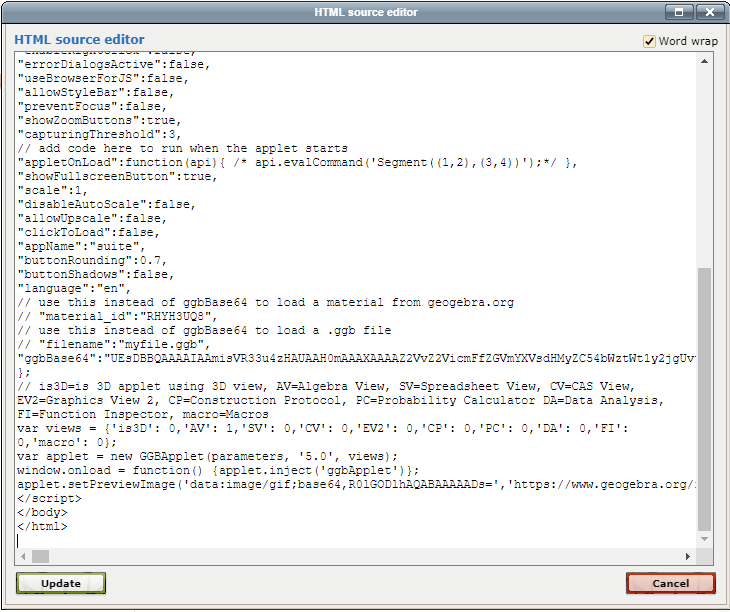 HTML source editor
HTML source editor
Word wrap
"errorDialogsActive":false,
"useBrowserForJS":false,
"allowStyleBar":false,
"preventFocus":false,
"showZoomButtons":true,
"capturingThreshold":3,
// add code here to run when the applet starts
"appletOnLoad":function(api){ /* api.evalCommand('Segment((1,2),(3,4))');*/ },
"showFullscreenButton":true,
"scale":1,
"disableAutoScale":false,
"allowUpscale":false,
"clickToLoad":false,
"appName":"suite",
"buttonRounding":0.7,
"buttonShadows":false,
"language":"en",
// use this instead of ggbBase64 to load a material from geogebra.org
// "material_id":"RHYH3UQ8",
// use this instead of ggbBase64 to load a .ggb file
// "filename":"myfile.ggb",
"ggbBase64":"UEsDBBQAAAAIAAmisVR33u4zHAUAAH0mAAAXAAAAZ2VvZ2VicmFfZGVmYXVsdHMyZC54bWztWt1y2jgUv
};
// is3D=is 3D applet using 3D view, AV=Algebra View, SV=Spreadsheet View, CV=CAS View,
EV2=Graphics View 2, CP=Construction Protocol, PC=Probability Calculator DA=Data Analysis,
FI=Function Inspector, macro=Macros
var views = {'is3D': 0,'AV': 1,'SV': 0,'CV': 0,'EV2': 0,'CP': 0,'PC': 0,'DA': 0,'FI':
0,'macro': 0};
var applet = new GGBApplet(parameters, '5.0', views);
window.onload = function() {applet.inject('ggbApplet')};
applet.setPreviewImage('data:image/gif;base64,R0lGODlhAQABAAAAADs=','https://www.geogebra.org/
</script>
</body>
</html>
Update
Cancel